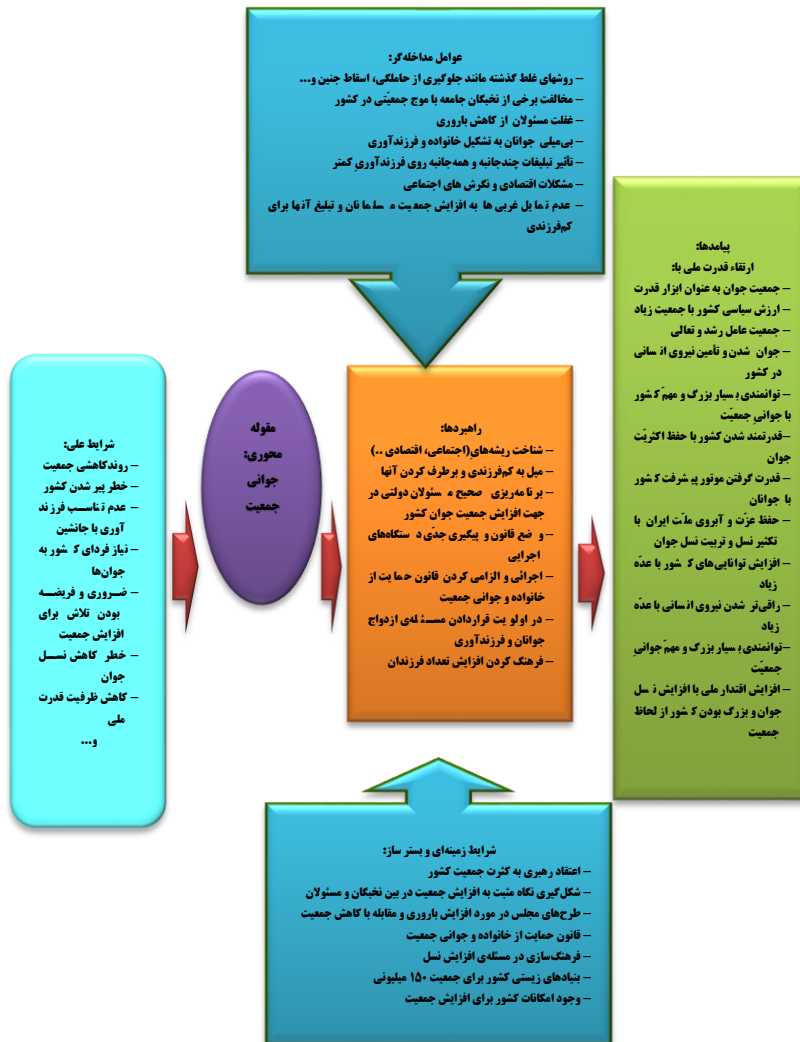 عوامل مداخله‌گر:
– روشهای غلط گذشته مانند جلوگیری از حاملگی، اسقاط جنین و...
– مخالفت برخی از نخبگان جامعه با موج جمعیّتی در کشور
– غفلت مسئولان از کاهش باروری
– بی‌میلی جوانان به تشکیل خانواده و فرزندآوری
– تأثیر تبلیغات چندجانبه و همه‌جانبه روی فرزندآوریِ کمتر
– مشکلات اقتصادی و نگرش های اجتماعی
– عدم تمایل غربی ها به افزایش جمعیت مسلمانان و تبلیغ آنها برای
کم‌فرزندی
شرایط علی:
– روندکاهشی جمعیت
– خطر پیر شدن کشور
– عدم تناسب فرزند
آوری با جانشین
– نیاز فردای کشور به
جوان‌ها
– ضروری و فریضه
بودن تلاش برای
افزایش جمعیت
– خطر کاهش نسل
جوان
– کاهش ظرفیت قدرت
ملی
و...
مقوله
محوری:
جوانی
جمعیت
راهبردها:
– شناخت ریشه‌های(اجتماعی، اقتصادی ..)
– میل به کم‌فرزندی و برطرف کردن آنها
– برنامه‌ریزی صحیح مسئولان دولتی در
جهت افزایش جمعیت جوان کشور
– وضع قانون و پیگیری جدّی دستگاه‌های
اجرایی
– اجرائی و الزامی کردن قانون حمایت از
خانواده و جوانی جمعیت
– در اولویت قراردادن مسئله‌ی ازدواج
جوانان و فرزندآوری
– فرهنگ کردن افزایش تعداد فرزندان
پیامدها:
ارتقاء قدرت ملی با:
– جمعیت جوان به عنوان ابزار قدرت
– ارزش سیاسی کشور با جمعیت زیاد
– جمعیت عامل رشد و تعالی
– جوان شدن و تأمین نیروی انسانی
در کشور
– توانمندی بسیار بزرگ و مهمّ کشور
با جوانیِ جمعیّت
–قدرتمند شدن کشور با حفظ اکثریّت
جوان
– قدرت گرفتن موتور پیشرفت کشور
با جوانان
– حفظ عزّت و آبروی ملّت ایران با
تکثیر نسل و تربیت نسل جوان
– افزایش توانایی‌های کشور با عدّه
زیاد
– راقی‌تر شدن نیروی انسانی با عدّه
زیاد
–توانمندی بسیار بزرگ و مهمّ جوانیِ
جمعیّت
– افزایش اقتدار ملی با افزایش نسل
جوان و بزرگ بودن کشور از لحاظ
جمعیت
شرایط زمینه‌ای و بستر ساز:
– اعتقاد رهبری به کثرت جمعیت کشور
– شکل‌گیری نگاه مثبت به افزایش جمعیت در بین نخبگان و مسئولان
– طرح‌های مجلس در مورد افزایش باروری و مقابله با کاهش جمعیت
– قانون حمایت از خانواده و جوانی جمعیت
– فرهنگ‌سازی در مسئله‌ی افزایش نسل
– بنیادهای زیستی کشور برای جمعیت ۱۵۰ میلیونی
– وجود امکانات کشور برای افزایش جمعیت